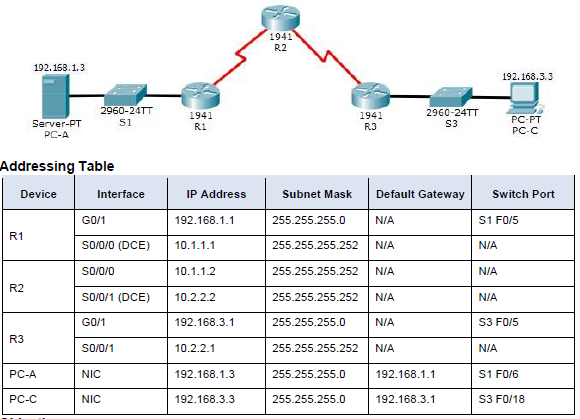 1941
R2
192.168.1.3
192.168.3.3
Server-PT
PC-A
2960-24TT
S1
1941
R1
1941
R3
2960-24TT
S3
PC-PT
PC-C
Addressing Table
Device Interface IP Address Subnet Mask Default Gateway Switch Port
R1 G0/1 192.168.1.1 255.255.255.0 N/A S1 F0/5
S0/0/0 (DCE) 10.1.1.1 255.255.255.252 N/A N/A
R2 S0/0/0 10.1.1.2 255.255.255.252 N/A N/A
S0/0/1 (DCE) 10.2.2.2 255.255.255.252 N/A N/A
R3 G0/1 192.168.3.1 255.255.255.0 N/A S3 F0/5
S0/0/1 10.2.2.1 255.255.255.252 N/A N/A
PC-A NIC 192.168.1.3 255.255.255.0 192.168.1.1 S1 F0/6
PC-C NIC 192.168.3.3 255.255.255.0 192.168.3.1 S3 F0/18